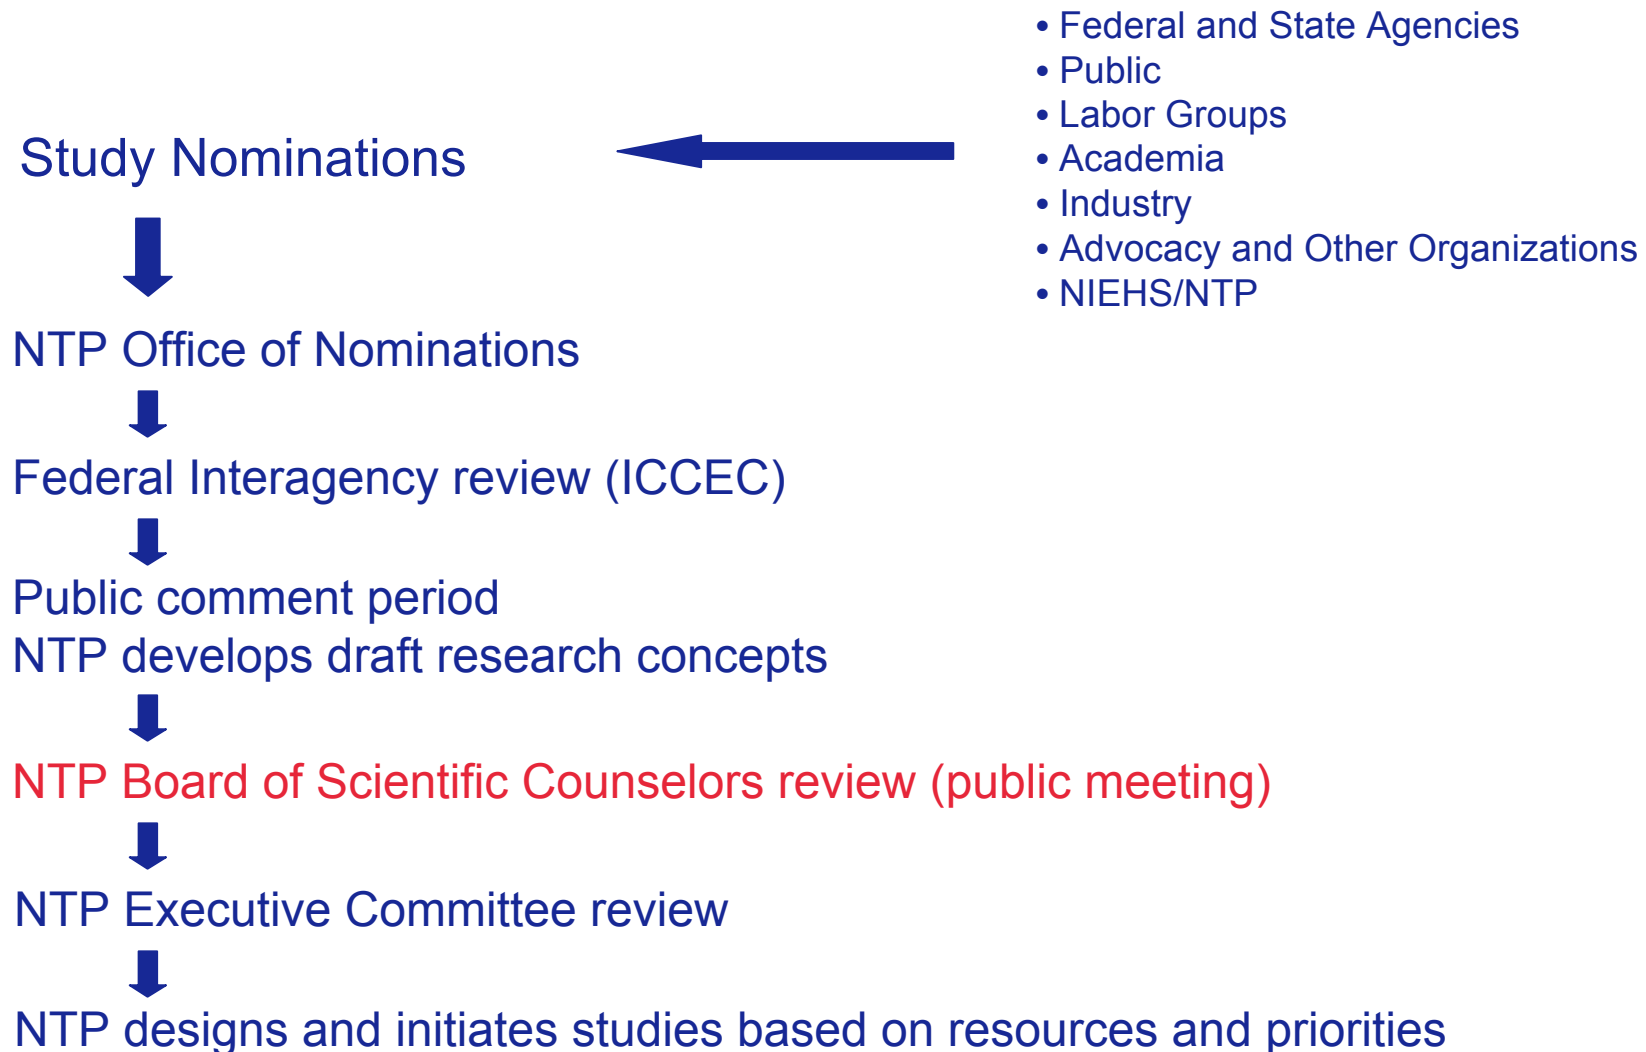 • Federal and State Agencies
• Public
• Labor Groups
• Academia
• Industry
• Advocacy and Other Organizations
• NIEHS/NTP
Study Nominations
NTP Office of Nominations
Federal Interagency review (ICCEC)
Public comment period
NTP develops draft research concepts
NTP Board of Scientific Counselors review (public meeting)
NTP Executive Committee review
NTP designs and initiates studies based on resources and priorities